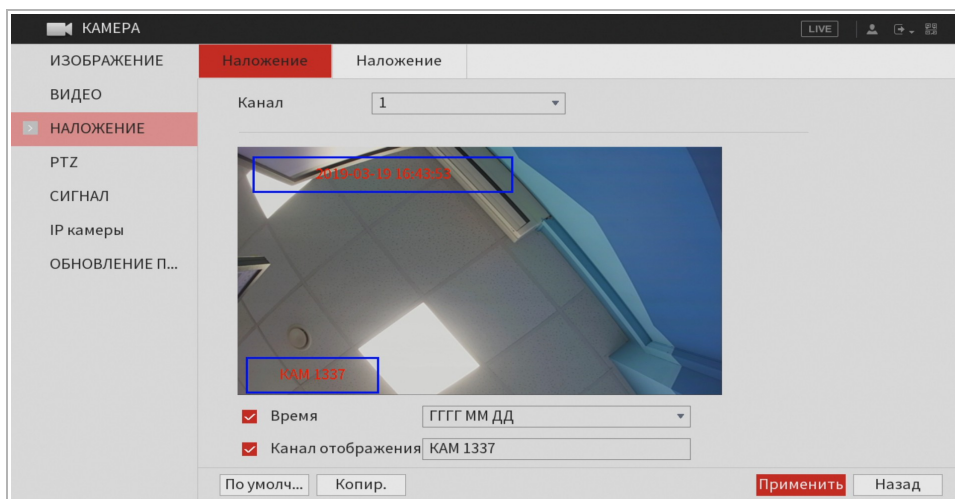 КАМЕРА
LIVE
ИЗОБРАЖЕНИЕ
ВИДЕО
НАЛОЖЕНИЕ
PTZ
СИГНАЛ
IP камеры
ОБНОВЛЕНИЕ П...
Наложение Наложение
Канал 1
2019-03-19 16:43:53
КАМ 1337
Время ГГГГ ММ ДД
Канал отображения КАМ 1337
По умолч... Копир. Применить Назад